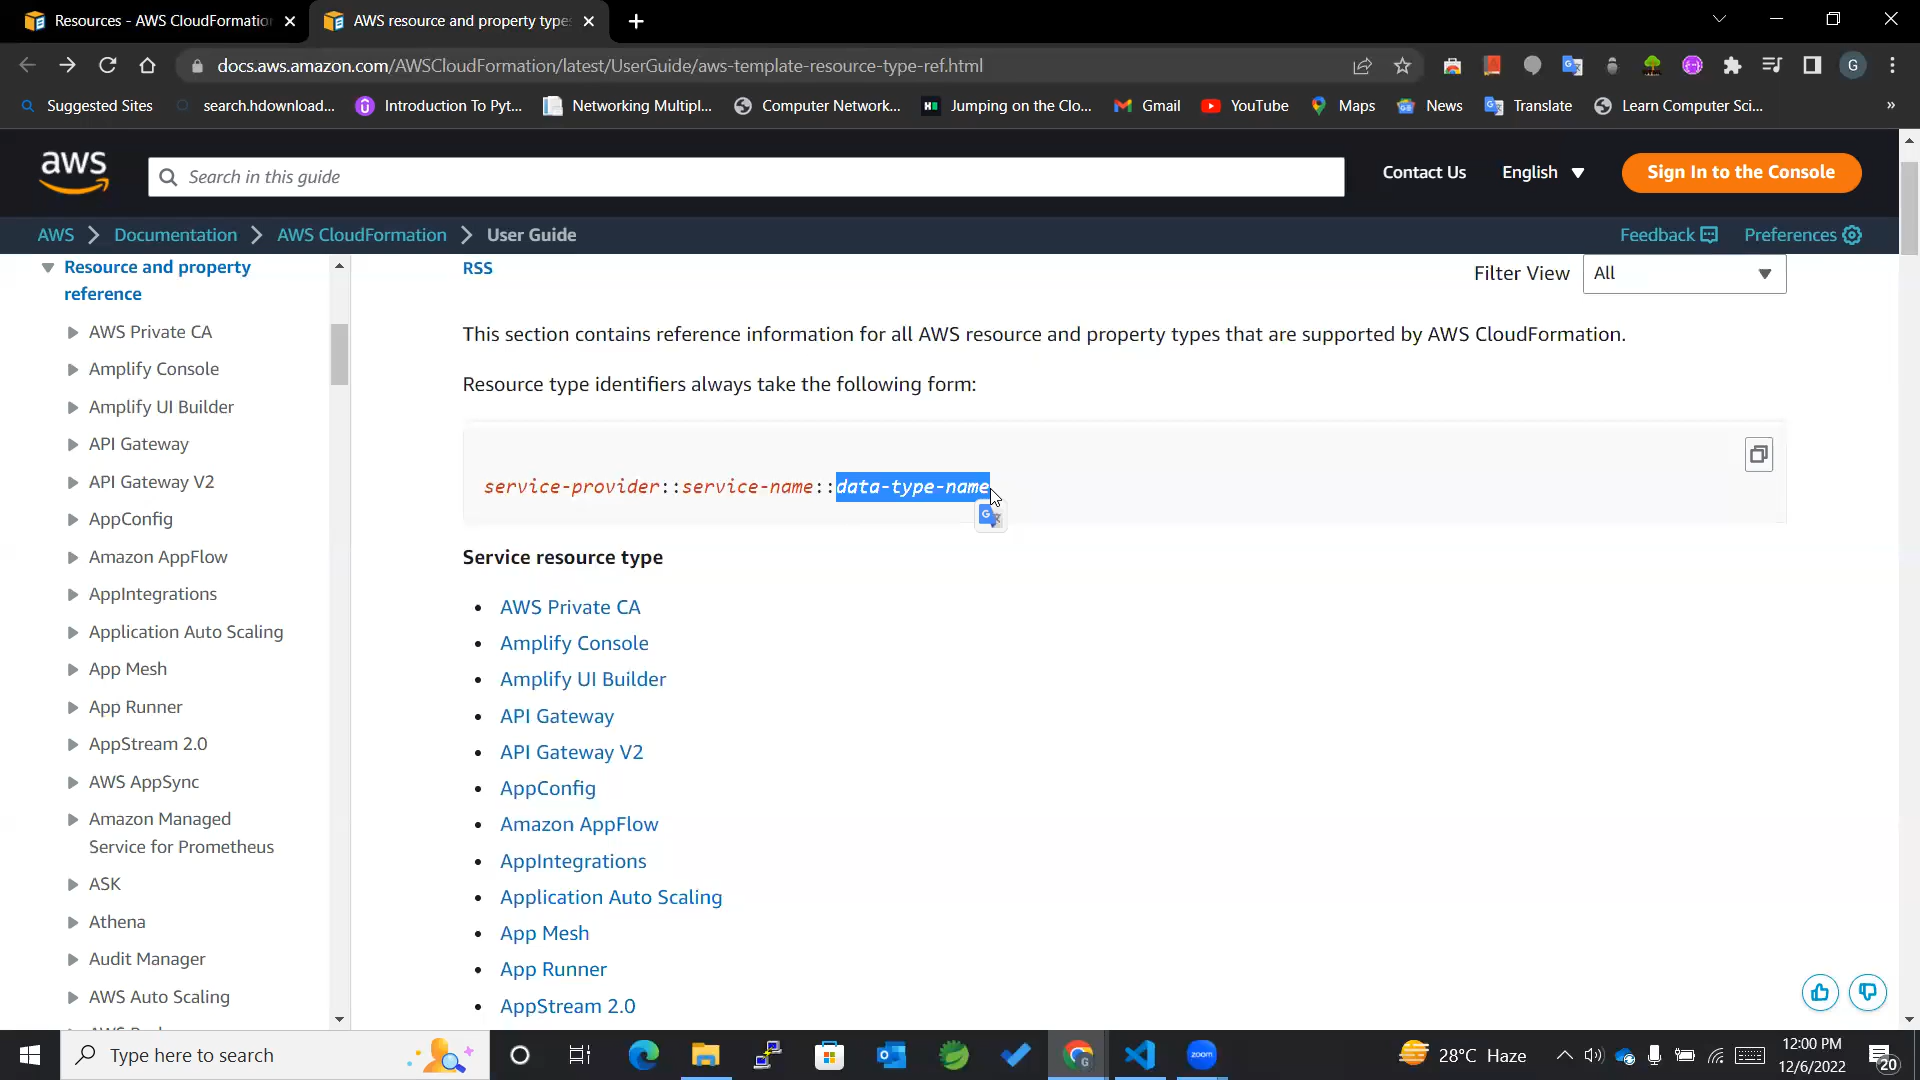 Resources - AWS CloudFormatio
AWS resource and property type
docs.aws.amazon.com/AWSCloudFormation/latest/UserGuide/aws-template-resource-type-ref.html
G
Suggested Sites
search.hdownload...
Introduction To Pyt...
Networking Multipl...
Computer Network...
Jumping on the Clo...
Gmail
YouTube
Maps
News
Translate
Learn Computer Sci...
»
aws
Search in this guide
Contact Us
English
Sign In to the Console
AWS
Documentation
AWS CloudFormation
User Guide
Feedback
Preferences
Resource and property
reference
AWS Private CA
Amplify Console
Amplify UI Builder
API Gateway
API Gateway V2
AppConfig
Amazon AppFlow
AppIntegrations
Application Auto Scaling
App Mesh
App Runner
AppStream 2.0
AWS AppSync
Amazon Managed
Service for Prometheus
ASK
Athena
Audit Manager
AWS Auto Scaling
RSS
Filter View
All
This section contains reference information for all AWS resource and property types that are supported by AWS CloudFormation.
Resource type identifiers always take the following form:
service-provider::service-name::data-type-name
Service resource type
• AWS Private CA
• Amplify Console
• Amplify UI Builder
• API Gateway
• API Gateway V2
• AppConfig
• Amazon AppFlow
• AppIntegrations
• Application Auto Scaling
• App Mesh
• App Runner
• AppStream 2.0
Type here to search
zoom
28°C Haze
12:00 PM
12/6/2022
20